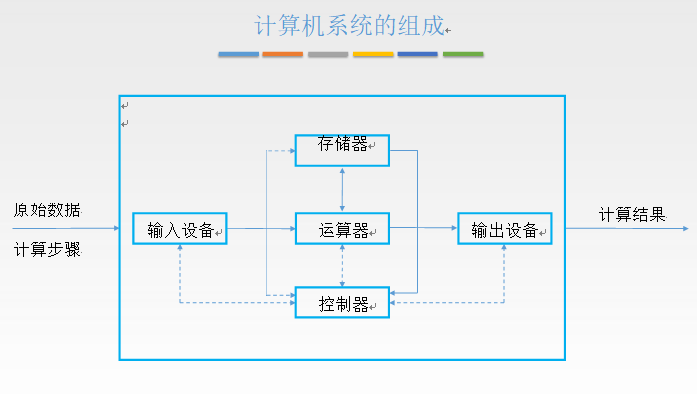 计算机系统的组成
存储器
原始数据
输入设备
运算器
输出设备
计算结果
计算步骤
控制器